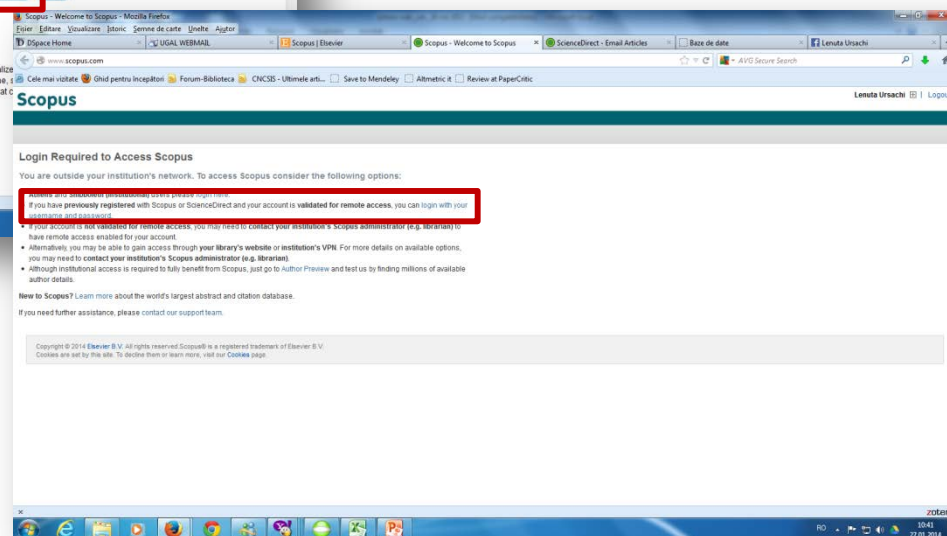 Scopus - Welcome to Scopus - Mozilla Firefox
Fișier Editare Vizualizare Istoric Semne de carte Unelte Ajutor
DSpace Home UGAL WEBMAIL Scopus | Elsevier Scopus - Welcome to Scopus ScienceDirect - Email Articles Baze de date Lenuta Ursachi
www.scopus.com AVG Secure Search
Cele mai vizitate Ghid pentru începători Forum-Biblioteca CNCSIS - Ultimele arti... Save to Mendeley Altmetric it Review at PaperCritic
Scopus Lenuta Ursachi | Logou
Login Required to Access Scopus
You are outside your institution's network. To access Scopus consider the following options:
Athens and Shibboleth (institutional) users please login here.
If you have previously registered with Scopus or ScienceDirect and your account is validated for remote access, you can login with your
username and password.
• If your account is not validated for remote access, you may need to contact your institution's Scopus administrator (e.g. librarian) to
have remote access enabled for your account.
• Alternatively, you may be able to gain access through your library's website or institution's VPN. For more details on available options,
you may need to contact your institution's Scopus administrator (e.g. librarian).
• Although institutional access is required to fully benefit from Scopus, just go to Author Preview and test us by finding millions of available
author details.
New to Scopus? Learn more about the world's largest abstract and citation database.
If you need further assistance, please contact our support team.
Copyright © 2014 Elsevier B.V. All rights reserved. Scopus® is a registered trademark of Elsevier B.V.
Cookies are set by this site. To decline them or learn more, visit our Cookies page.
× zoter
RO 10:41
27.01.2014